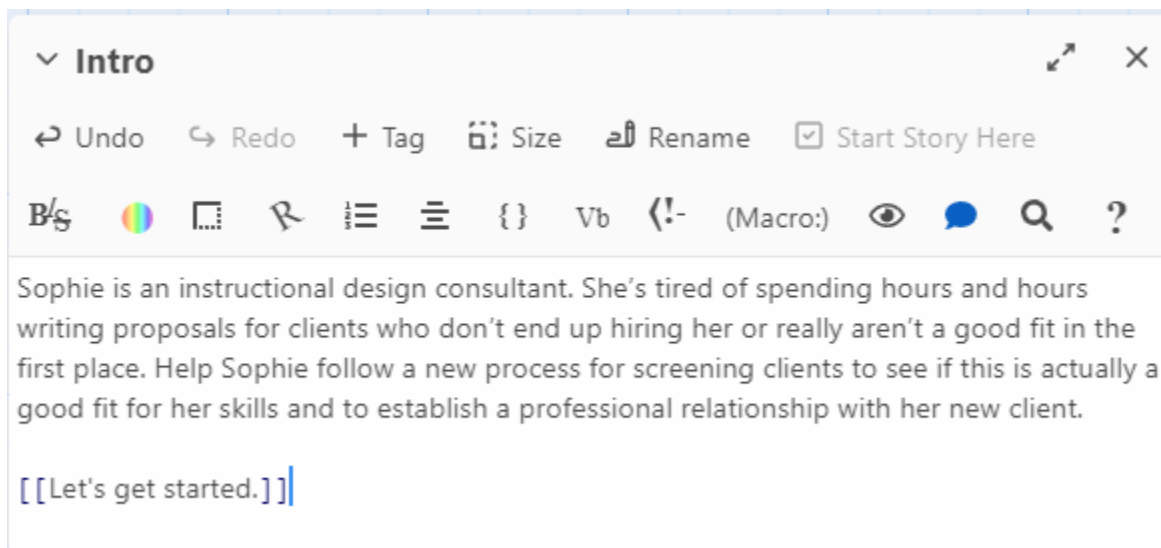 Intro
Undo Redo + Tag Size Rename Start Story Here
B/S R { } Vb (!- (Macro:) ?
Sophie is an instructional design consultant. She’s tired of spending hours and hours
writing proposals for clients who don’t end up hiring her or really aren’t a good fit in the
first place. Help Sophie follow a new process for screening clients to see if this is actually a
good fit for her skills and to establish a professional relationship with her new client.
[[Let's get started.]]